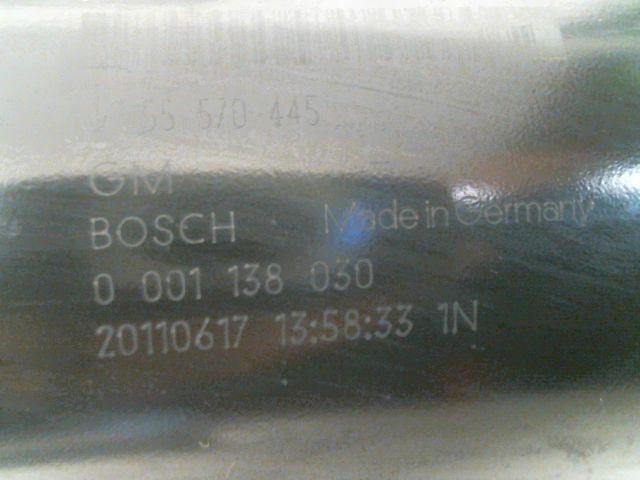 55 570 445
GM
BOSCH Made in Germany
0 001 138 030
20110617 13:58:33 1N